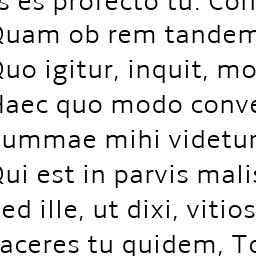 s es profecto tu. Con
Quam ob rem tandem
Quo igitur, inquit, mo
Haec quo modo conve
ummae mihi videtur
Qui est in parvis malis
ed ille, ut dixi, vitios
aceres tu quidem, To